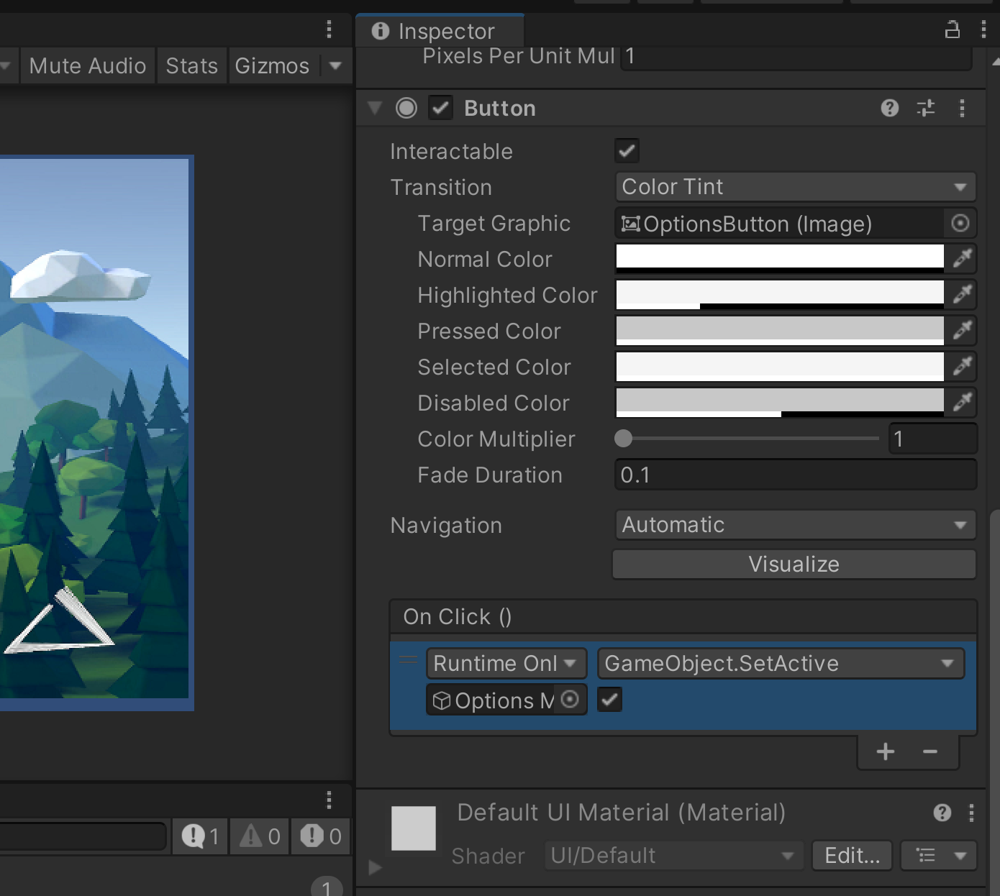 Inspector
Mute Audio Stats Gizmos
Pixels Per Unit Mul 1
Button
Interactable
Transition Color Tint
Target Graphic OptionsButton (Image)
Normal Color
Highlighted Color
Pressed Color
Selected Color
Disabled Color
Color Multiplier 1
Fade Duration 0.1
Navigation Automatic
Visualize
On Click ()
Runtime Onl GameObject.SetActive
Options M
Default UI Material (Material)
1 0 0
Shader UI/Default Edit...
1